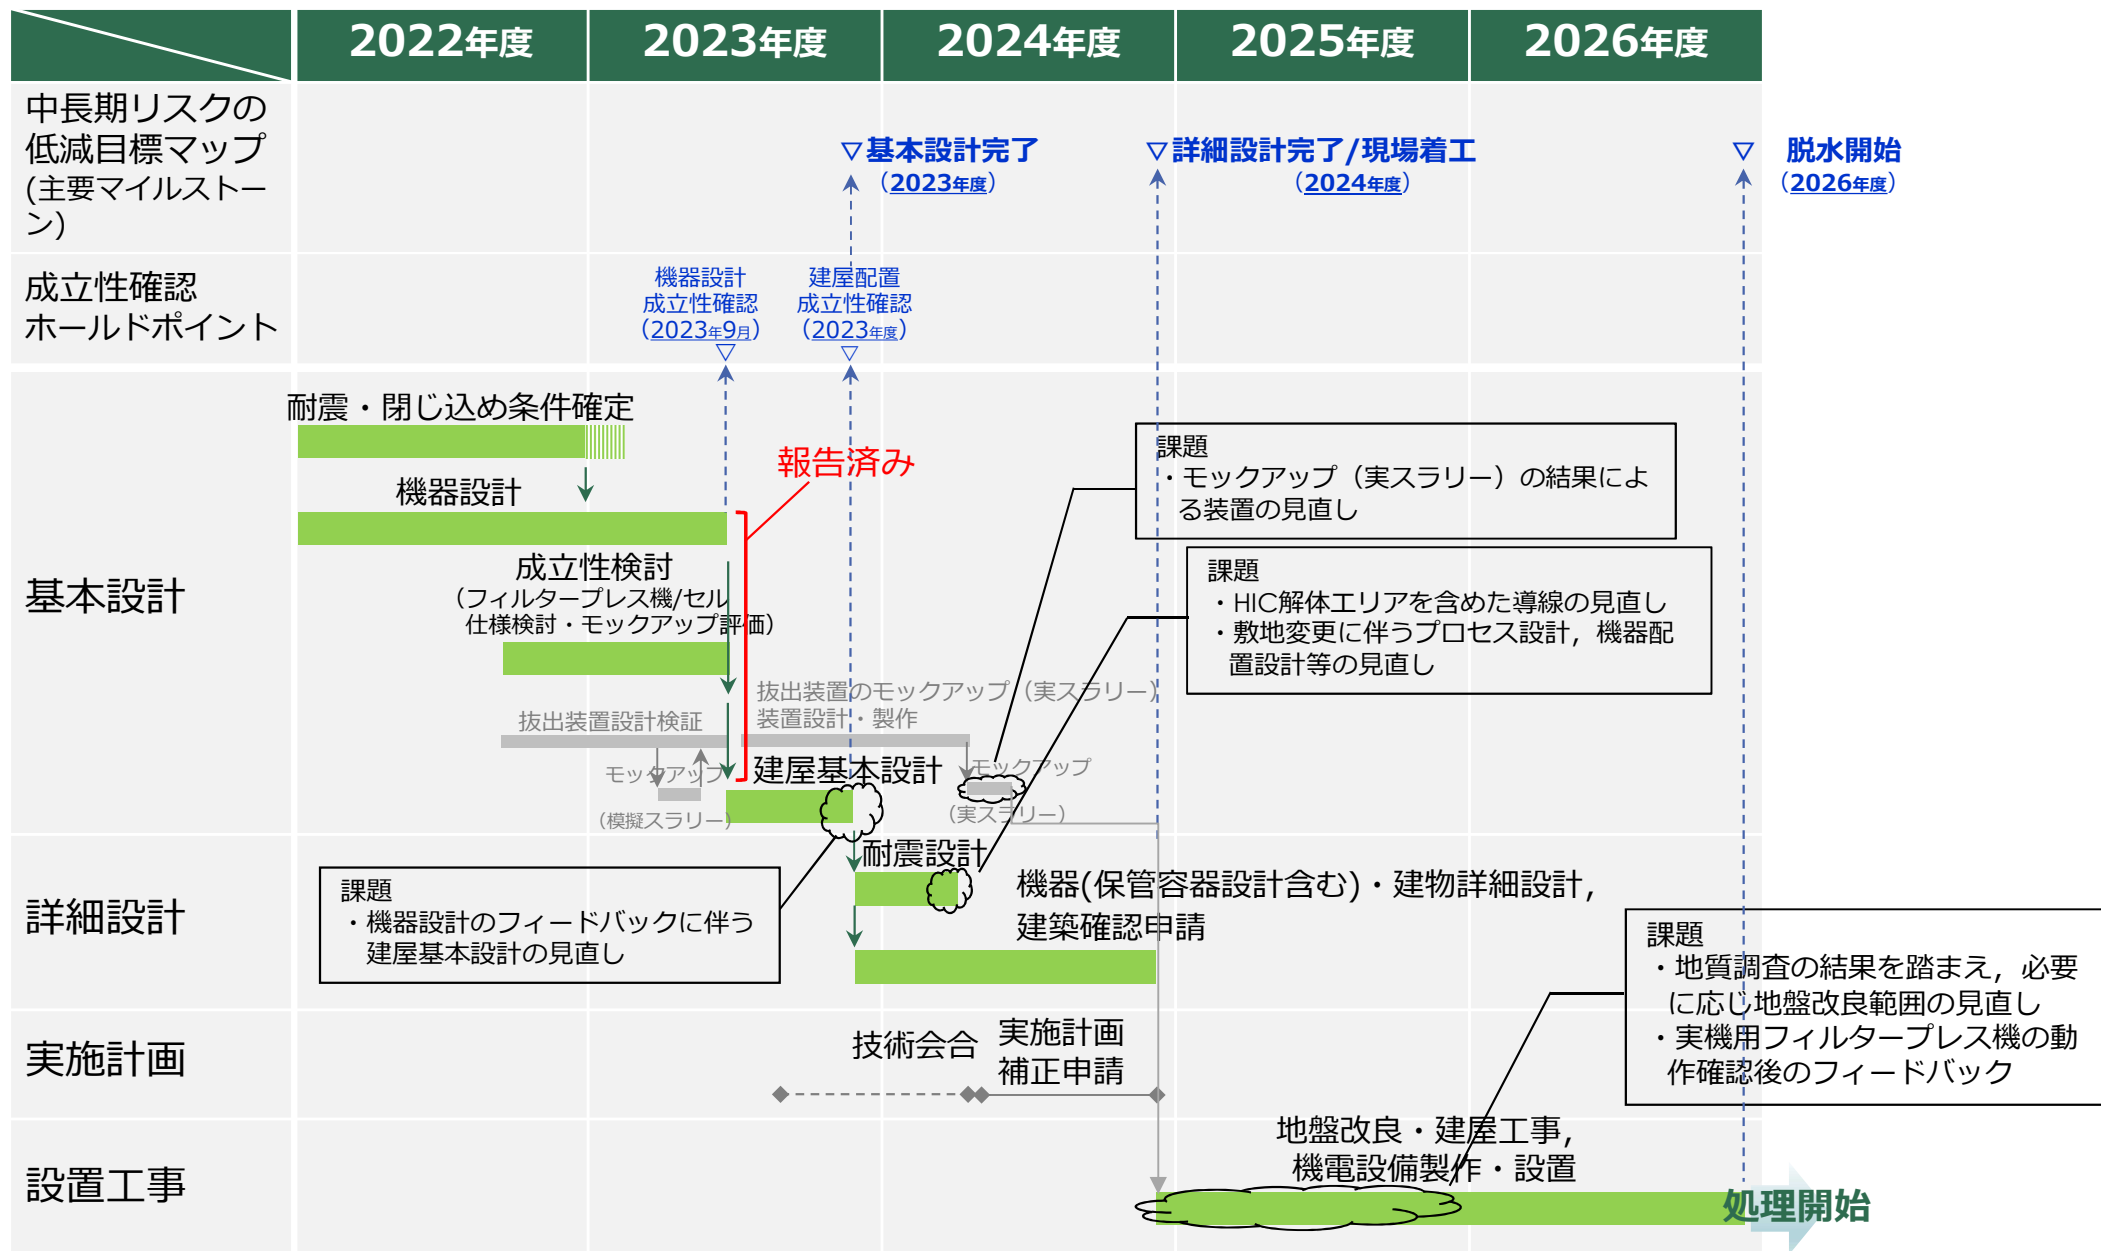 2022年度
2023年度
2024年度
2025年度
2026年度
中長期リスクの
低減目標マップ
(主要マイルストー
ン)
▽基本設計完了
（2023年度）
▽詳細設計完了/現場着工
（2024年度）
▽ 脱水開始
（2026年度）
成立性確認
ホールドポイント
機器設計
成立性確認
（2023年9月）
▽
建屋配置
成立性確認
（2023年度）
▽
基本設計
耐震・閉じ込め条件確定
機器設計
報告済み
成立性検討
（フィルタープレス機/セル
仕様検討・モックアップ評価）
抜出装置設計検証
モックアップ
（模擬スラリー）
抜出装置のモックアップ（実スラリー）
装置設計・製作
建屋基本設計
モックアップ
（実スラリー）
課題
・モックアップ（実スラリー）の結果によ
る装置の見直し
課題
・HIC解体エリアを含めた導線の見直し
・敷地変更に伴うプロセス設計，機器配
置設計等の見直し
詳細設計
課題
・機器設計のフィードバックに伴う
建屋基本設計の見直し
耐震設計
機器(保管容器設計含む)・建物詳細設計，
建築確認申請
課題
・地質調査の結果を踏まえ，必要
に応じ地盤改良範囲の見直し
・実機用フィルタープレス機の動
作確認後のフィードバック
実施計画
技術会合
実施計画
補正申請
設置工事
地盤改良・建屋工事，
機電設備製作・設置
処理開始